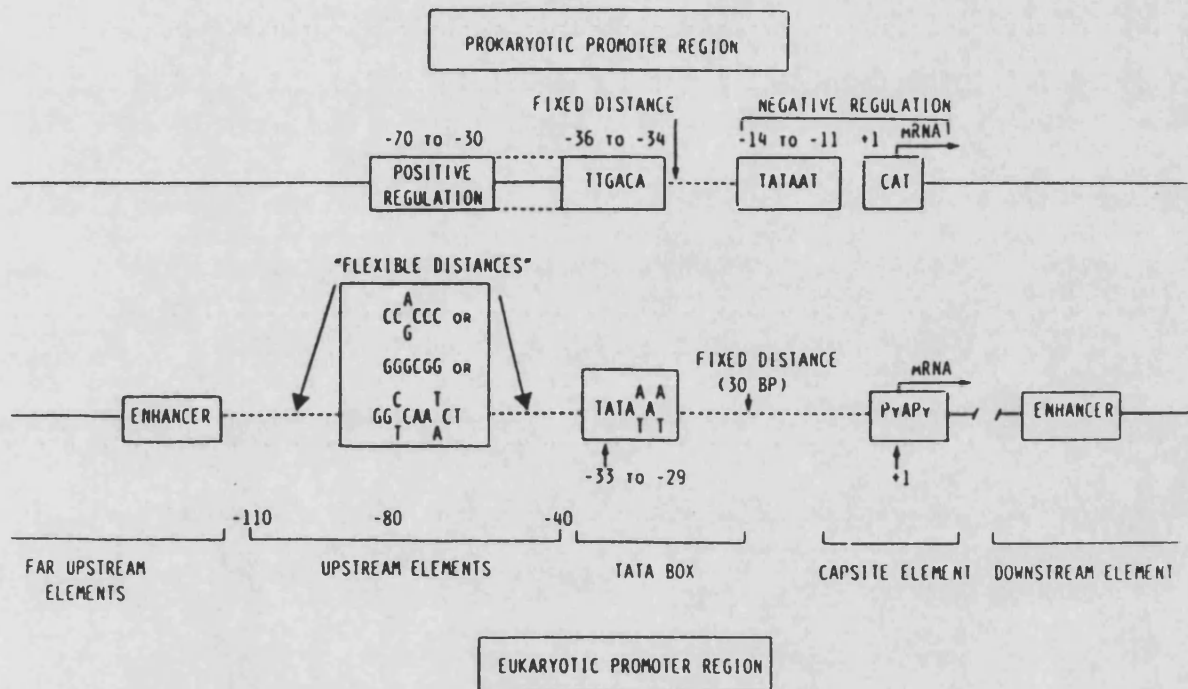 PROKARYOTIC PROMOTER REGION
FIXED DISTANCE
NEGATIVE REGULATION
-70 TO -30
-36 TO -34
-14 TO -11
+1
mRNA
POSITIVE
REGULATION
TTGACA
TATAAT
CAT
"FLEXIBLE DISTANCES"
A
CC CCC OR
G
GGGCGG OR
C T
GG CAA CT
T A
FIXED DISTANCE
(30 BP)
mRNA
ENHANCER
A A
TATA A
T T
PYAPY
ENHANCER
-33 TO -29
+1
-110
-80
-40
FAR UPSTREAM
ELEMENTS
UPSTREAM ELEMENTS
TATA BOX
CAPSITE ELEMENT
DOWNSTREAM ELEMENT
EUKARYOTIC PROMOTER REGION